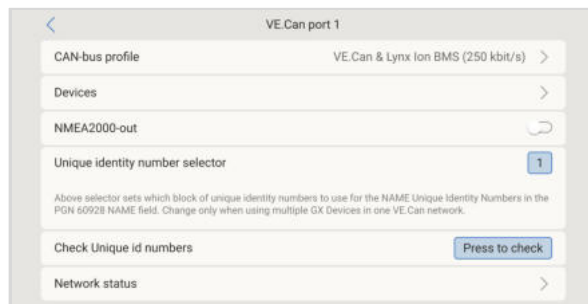 VE.Can port 1
CAN-bus profile VE.Can & Lynx Ion BMS (250 kbit/s)
Devices
NMEA2000-out
Unique identity number selector 1
Above selector sets which block of unique identity numbers to use for the NAME Unique Identity Numbers in the
PGN 60928 NAME field. Change only when using multiple GX Devices in one VE.Can network.
Check Unique id numbers Press to check
Network status